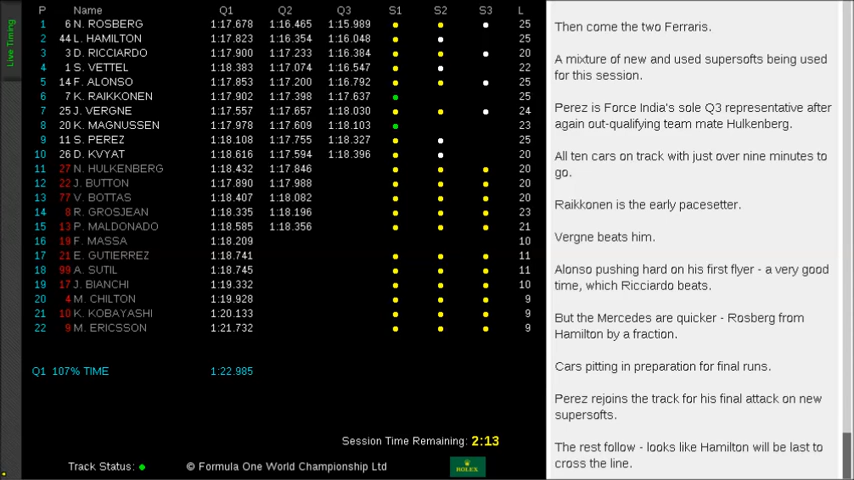 Live Timing
P Name Q1 Q2 Q3 S1 S2 S3 L
1 6 N. ROSBERG 1:17.678 1:16.465 1:15.989 25
2 44 L. HAMILTON 1:17.823 1:16.354 1:16.048 25
3 3 D. RICCIARDO 1:17.900 1:17.233 1:16.384 20
4 1 S. VETTEL 1:18.383 1:17.074 1:16.547 22
5 14 F. ALONSO 1:17.853 1:17.200 1:16.792 25
6 7 K. RAIKKONEN 1:17.902 1:17.398 1:17.637 25
7 25 J. VERGNE 1:17.557 1:17.657 1:18.030 24
8 20 K. MAGNUSSEN 1:17.978 1:17.609 1:18.103 23
9 11 S. PEREZ 1:18.108 1:17.755 1:18.327 25
10 26 D. KVYAT 1:18.616 1:17.594 1:18.396 20
11 27 N. HULKENBERG 1:18.432 1:17.846 20
12 22 J. BUTTON 1:17.890 1:17.988 20
13 77 V. BOTTAS 1:18.407 1:18.082 20
14 8 R. GROSJEAN 1:18.335 1:18.196 23
15 13 P. MALDONADO 1:18.585 1:18.356 21
16 19 F. MASSA 1:18.209 10
17 21 E. GUTIERREZ 1:18.741 11
18 99 A. SUTIL 1:18.745 11
19 17 J. BIANCHI 1:19.332 10
20 4 M. CHILTON 1:19.928 9
21 10 K. KOBAYASHI 1:20.133 9
22 9 M. ERICSSON 1:21.732 9
Q1 107% TIME 1:22.985
Session Time Remaining: 2:13
Track Status: © Formula One World Championship Ltd
ROLEX
Then come the two Ferraris.
A mixture of new and used supersofts being used
for this session.
Perez is Force India's sole Q3 representative after
again out-qualifying team mate Hulkenberg.
All ten cars on track with just over nine minutes to
go.
Raikkonen is the early pacesetter.
Vergne beats him.
Alonso pushing hard on his first flyer - a very good
time, which Ricciardo beats.
But the Mercedes are quicker - Rosberg from
Hamilton by a fraction.
Cars pitting in preparation for final runs.
Perez rejoins the track for his final attack on new
supersofts.
The rest follow - looks like Hamilton will be last to
cross the line.